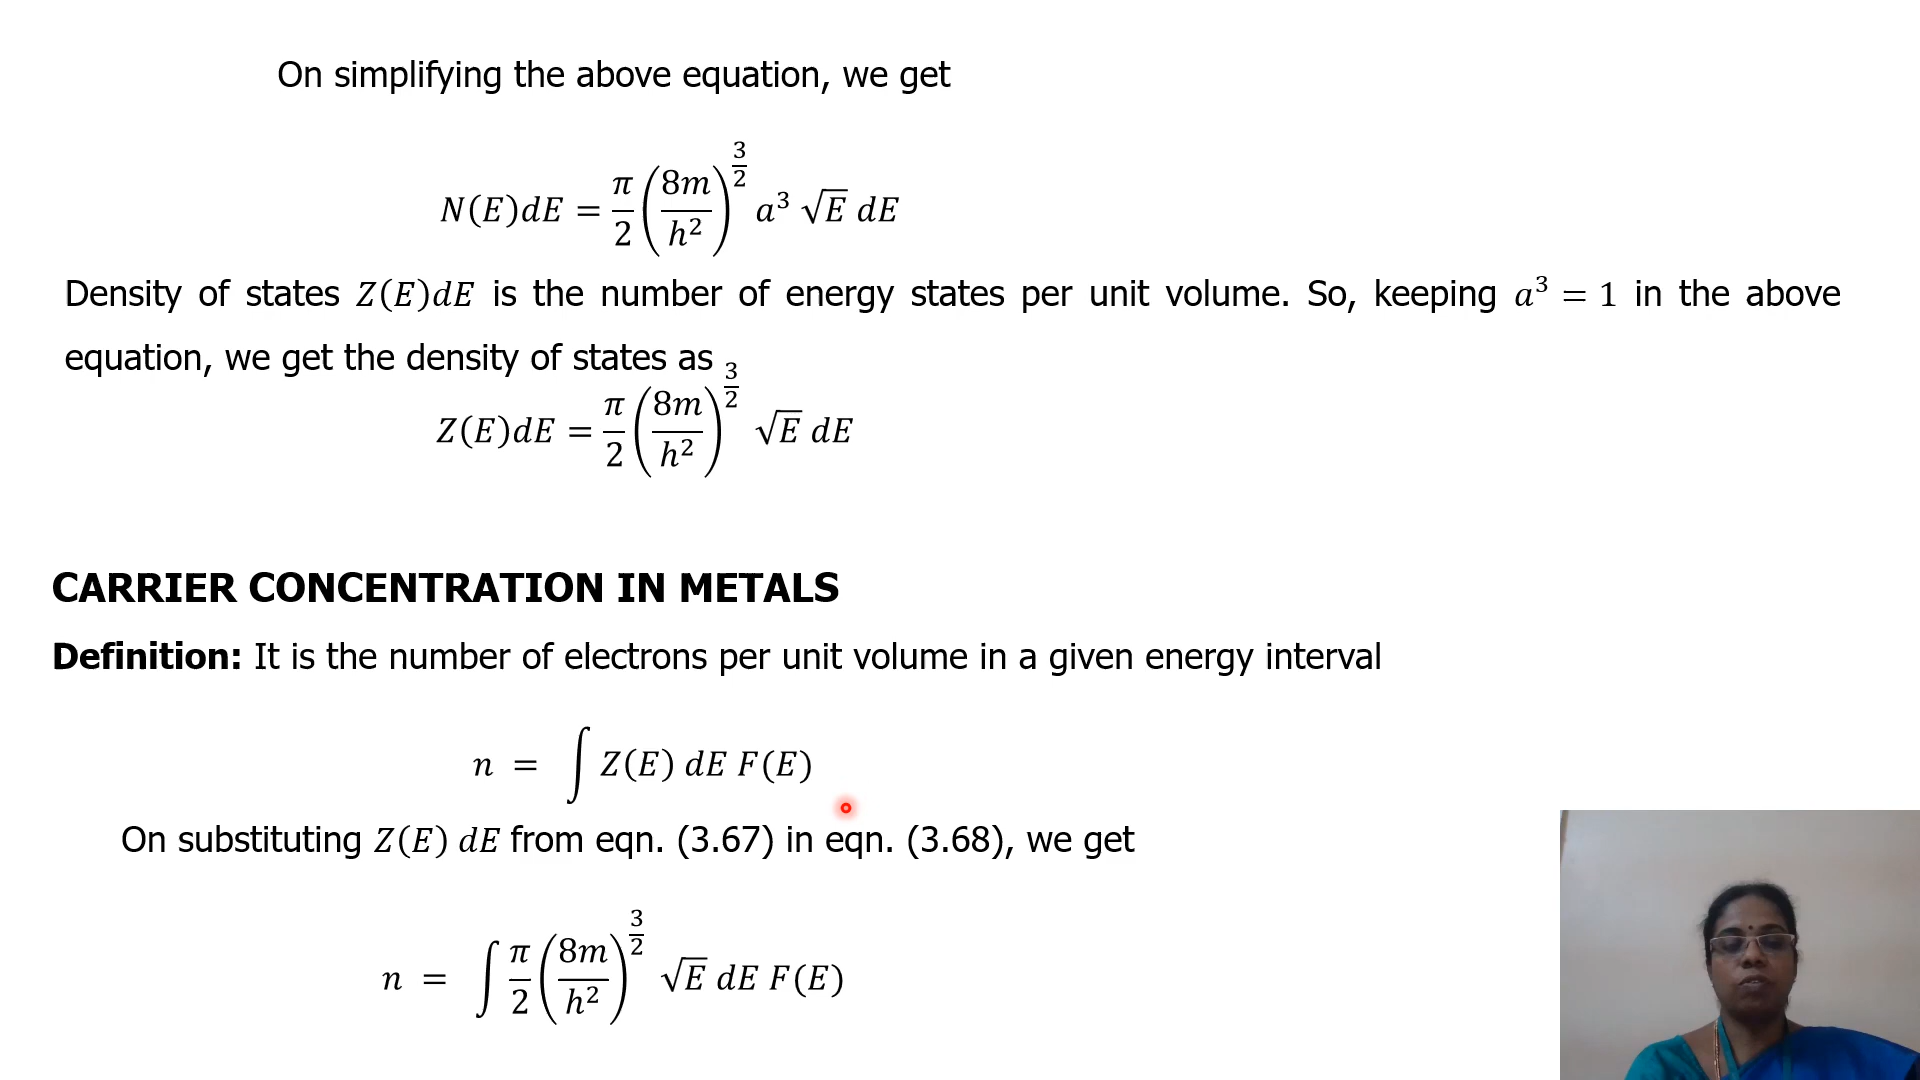 On simplifying the above equation, we get
N(E)dE = π/2 (8m/h²)^(3/2) a³ √E dE
Density of states Z(E)dE is the number of energy states per unit volume. So, keeping a³ = 1 in the above
equation, we get the density of states as
Z(E)dE = π/2 (8m/h²)^(3/2) √E dE
CARRIER CONCENTRATION IN METALS
Definition: It is the number of electrons per unit volume in a given energy interval
n = ∫ Z(E) dE F(E)
On substituting Z(E) dE from eqn. (3.67) in eqn. (3.68), we get
n = ∫ π/2 (8m/h²)^(3/2) √E dE F(E)